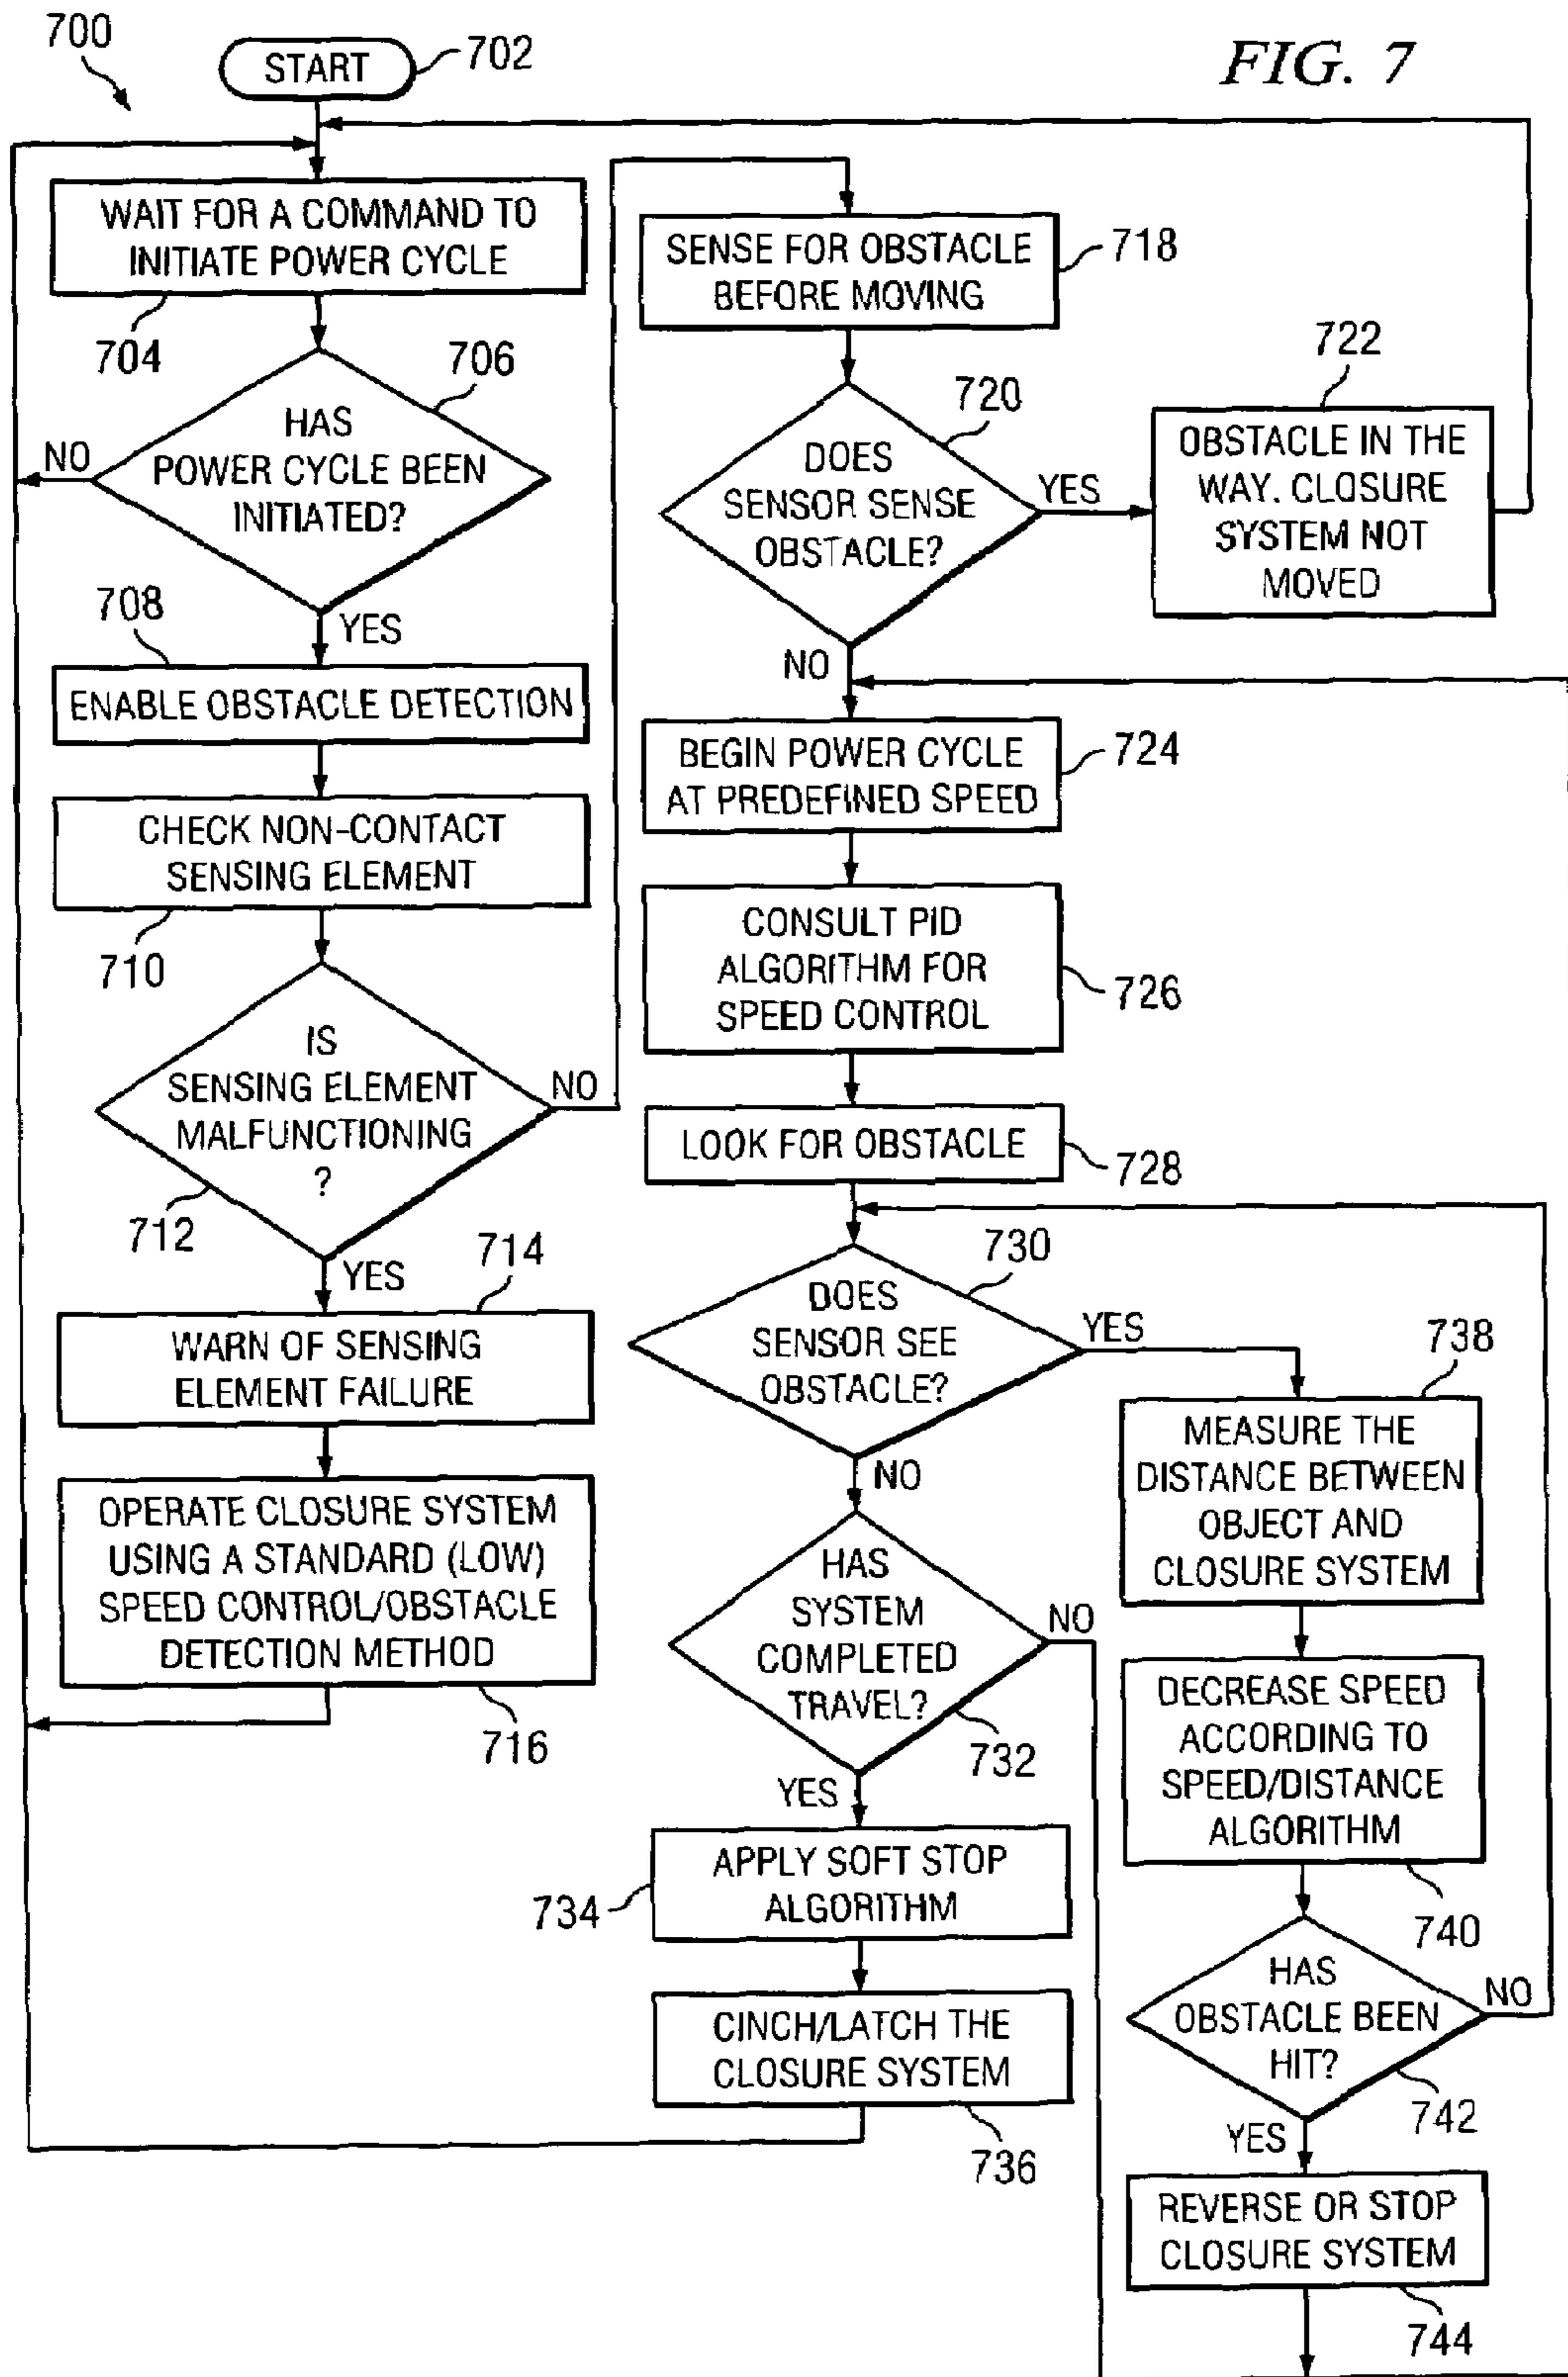 700
START
702
FIG. 7
WAIT FOR A COMMAND TO
INITIATE POWER CYCLE
704
706
HAS
POWER CYCLE BEEN
INITIATED?
NO
YES
708
ENABLE OBSTACLE DETECTION
CHECK NON-CONTACT
SENSING ELEMENT
710
IS
SENSING ELEMENT
MALFUNCTIONING
?
NO
712
YES
714
WARN OF SENSING
ELEMENT FAILURE
OPERATE CLOSURE SYSTEM
USING A STANDARD (LOW)
SPEED CONTROL/OBSTACLE
DETECTION METHOD
716
SENSE FOR OBSTACLE
BEFORE MOVING
718
720
DOES
SENSOR SENSE
OBSTACLE?
YES
722
OBSTACLE IN THE
WAY. CLOSURE
SYSTEM NOT
MOVED
NO
BEGIN POWER CYCLE
AT PREDEFINED SPEED
724
CONSULT PID
ALGORITHM FOR
SPEED CONTROL
726
LOOK FOR OBSTACLE
728
730
DOES
SENSOR SEE
OBSTACLE?
YES
NO
HAS
SYSTEM
COMPLETED
TRAVEL?
NO
732
YES
APPLY SOFT STOP
ALGORITHM
734
CINCH/LATCH THE
CLOSURE SYSTEM
736
738
MEASURE THE
DISTANCE BETWEEN
OBJECT AND
CLOSURE SYSTEM
DECREASE SPEED
ACCORDING TO
SPEED/DISTANCE
ALGORITHM
740
HAS
OBSTACLE BEEN
HIT?
NO
742
YES
REVERSE OR STOP
CLOSURE SYSTEM
744